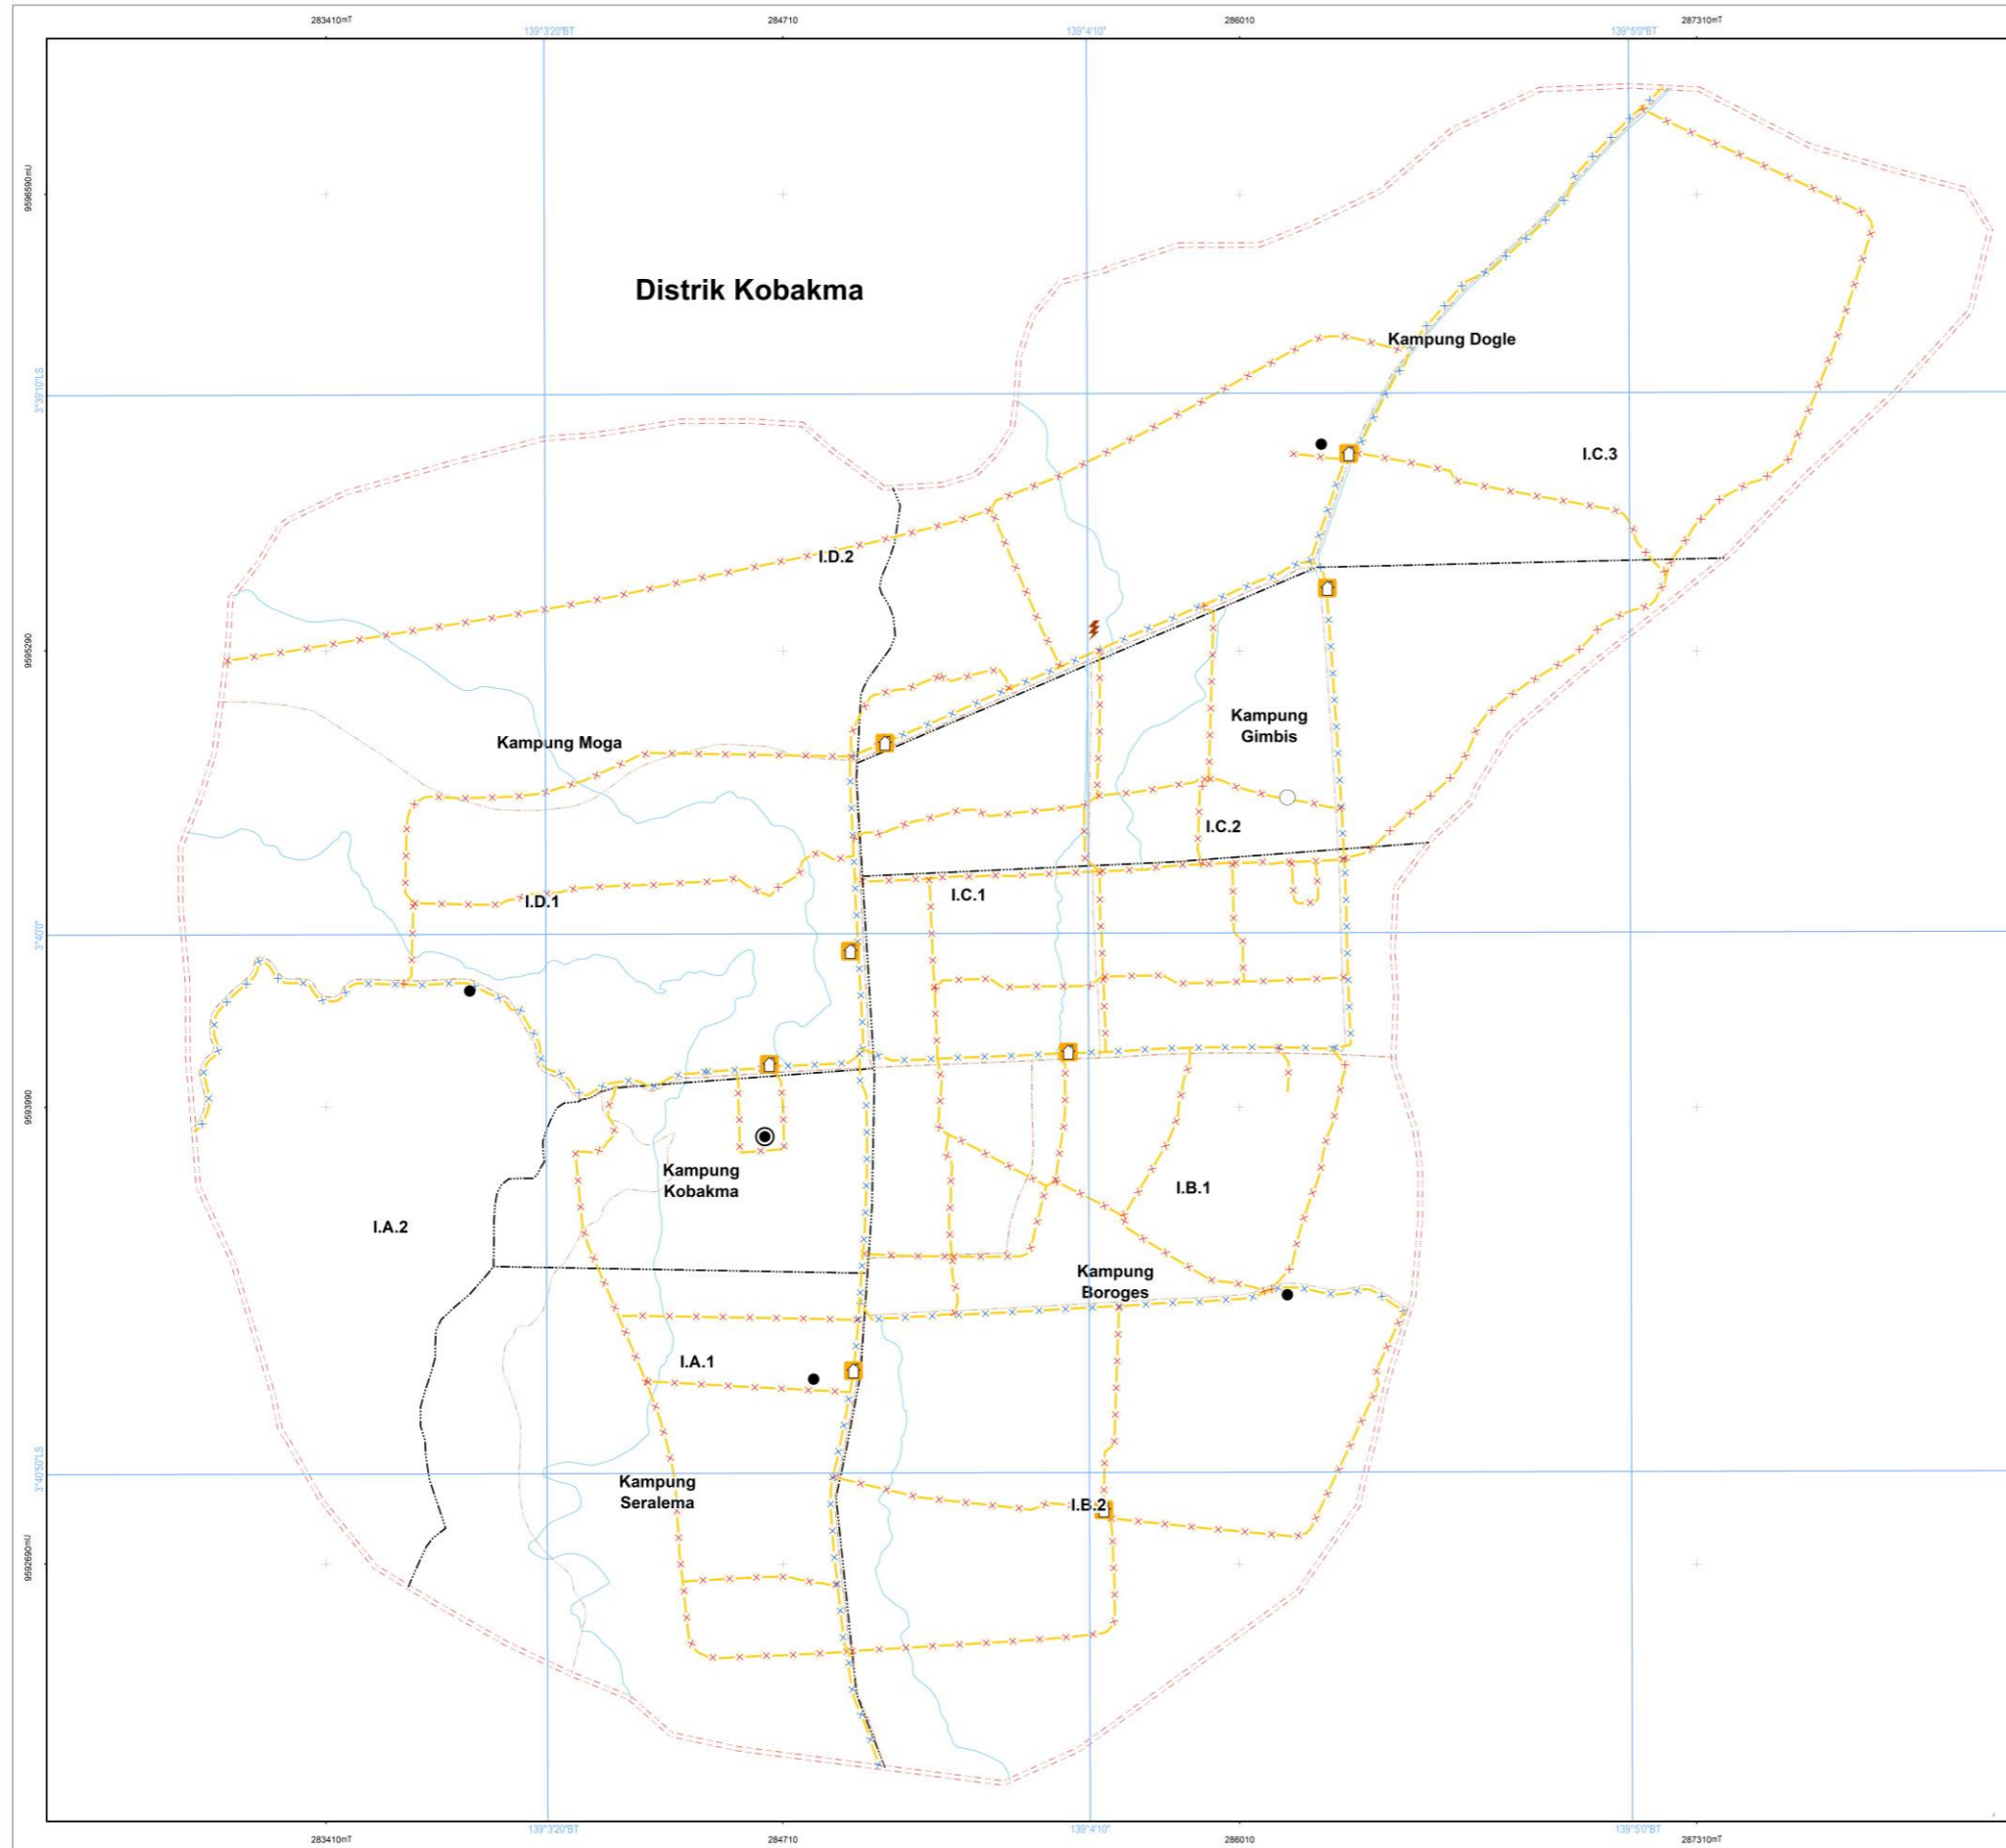 283410mT
284710
286010
287310mT
139°3'20"BT
139°4'10"
139°5'0"BT
9596590mU
Distrik Kobakma
Kampung Dogle
3°39'10"LS
I.C.3
I.D.2
9595290
Kampung
Gimbis
Kampung Moga
I.C.2
I.C.1
I.D.1
3°40'0"
9593990
Kampung
Kobakma
I.B.1
I.A.2
Kampung
Boroges
I.A.1
3°40'50"LS
Kampung
Seralema
I.B.2
9592690mU
139°3'20"BT
139°4'10"
139°5'0"BT
283410mT
284710
286010
287310mT